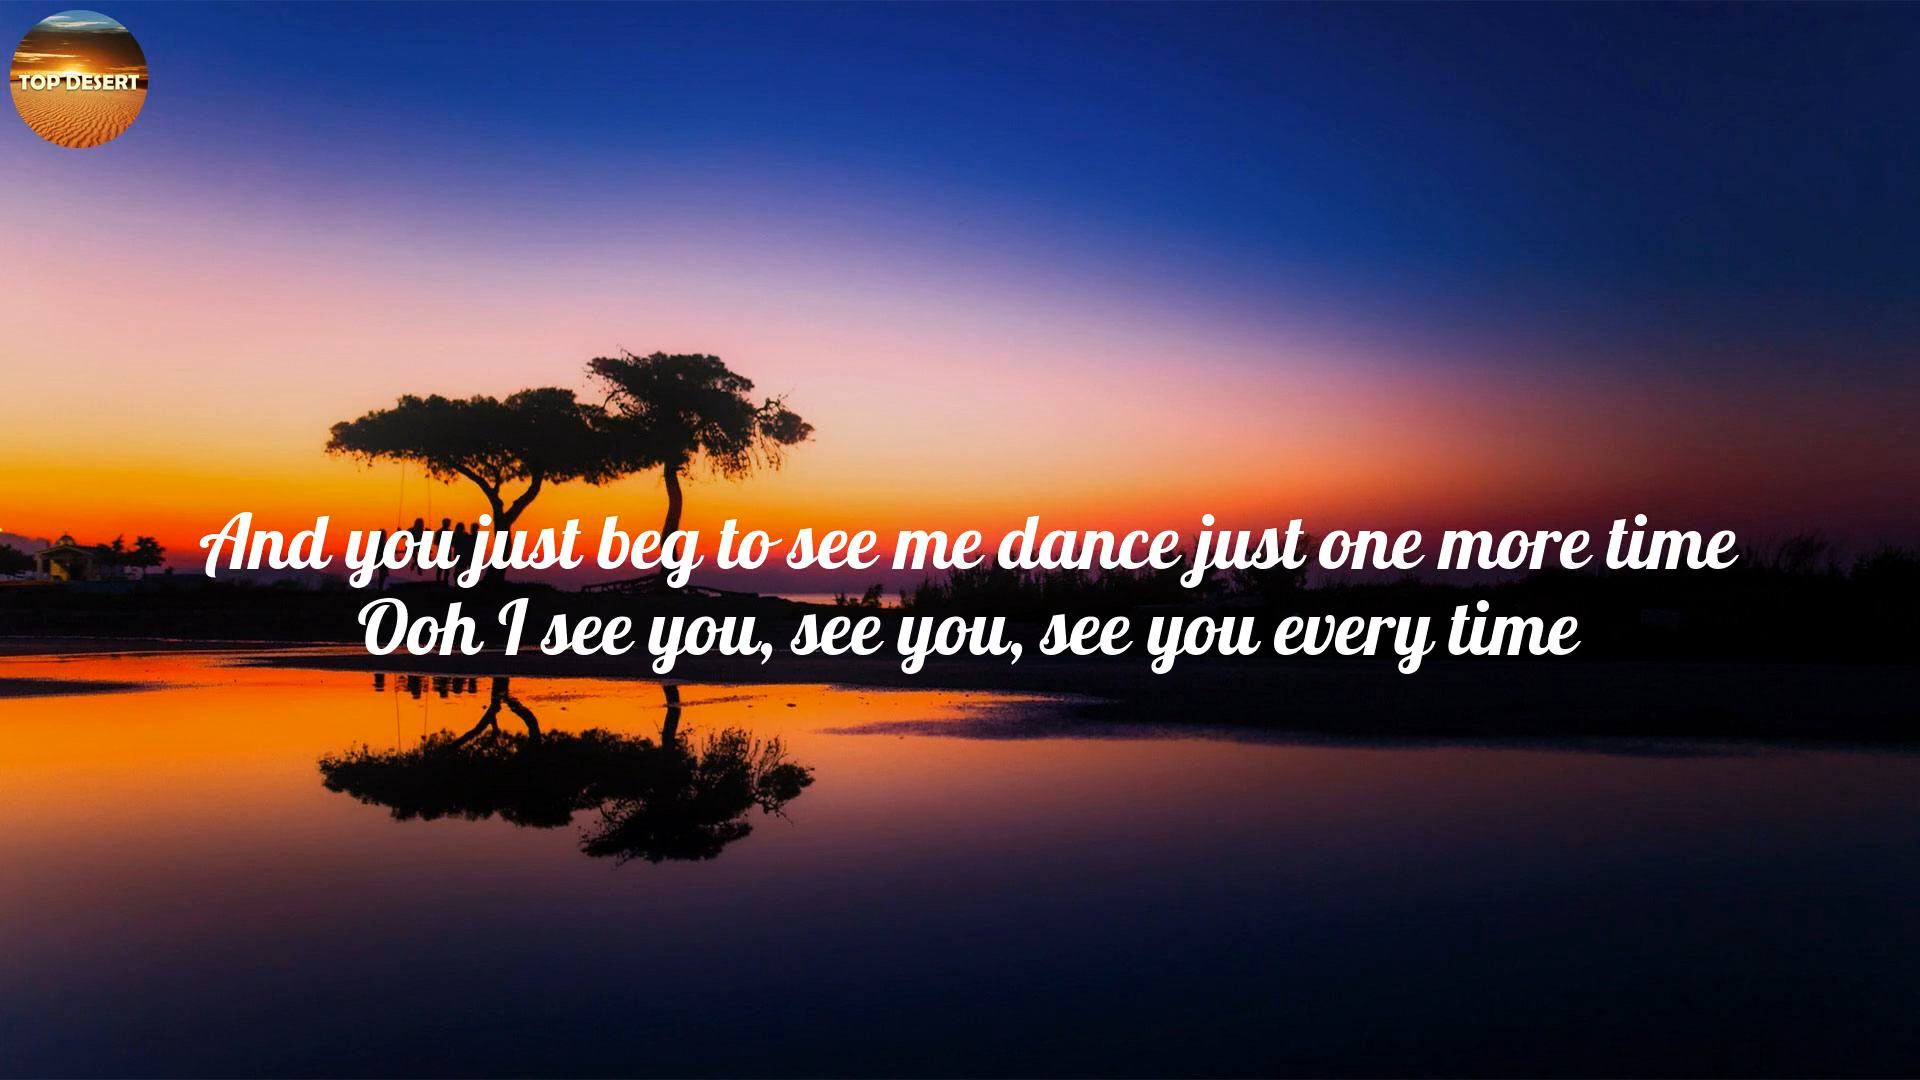 TOP DESERT
And you just beg to see me dance just one more time
Ooh I see you, see you, see you every time